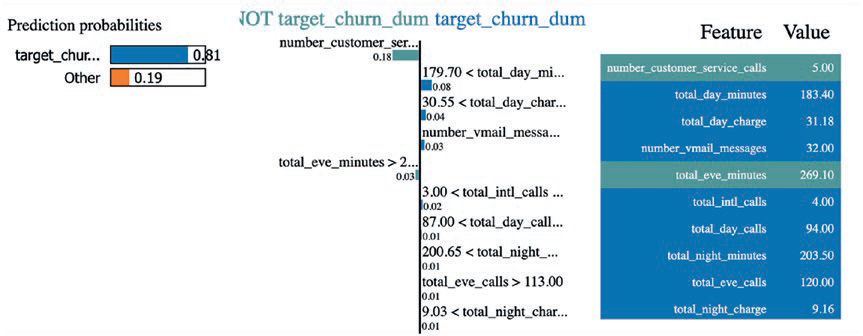 Prediction probabilities
target_chur... 0.81
Other 0.19
NOT target_churn_dum target_churn_dum
number_customer_ser...
0.18
179.70 < total_day_mi...
0.08
30.55 < total_day_char...
0.04
number_vmail_messa...
0.03
total_eve_minutes > 2...
0.03
3.00 < total_intl_calls ...
0.02
87.00 < total_day_call...
0.01
200.65 < total_night_...
0.01
total_eve_calls > 113.00
0.01
9.03 < total_night_char...
0.01
Feature Value
number_customer_service_calls 5.00
total_day_minutes 183.40
total_day_charge 31.18
number_vmail_messages 32.00
total_eve_minutes 269.10
total_intl_calls 4.00
total_day_calls 94.00
total_night_minutes 203.50
total_eve_calls 120.00
total_night_charge 9.16